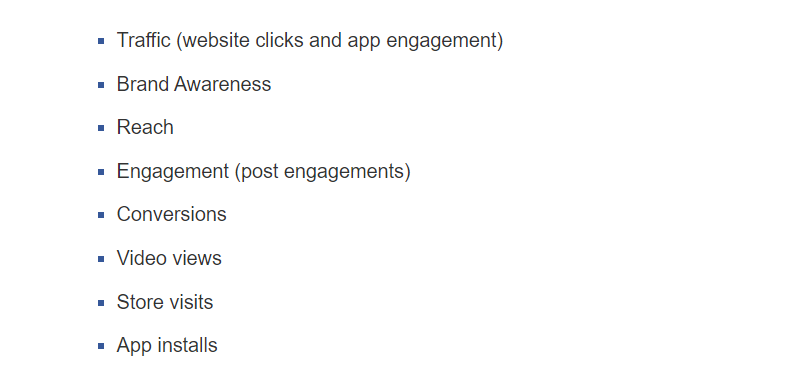 Traffic (website clicks and app engagement)
Brand Awareness
Reach
Engagement (post engagements)
Conversions
Video views
Store visits
App installs